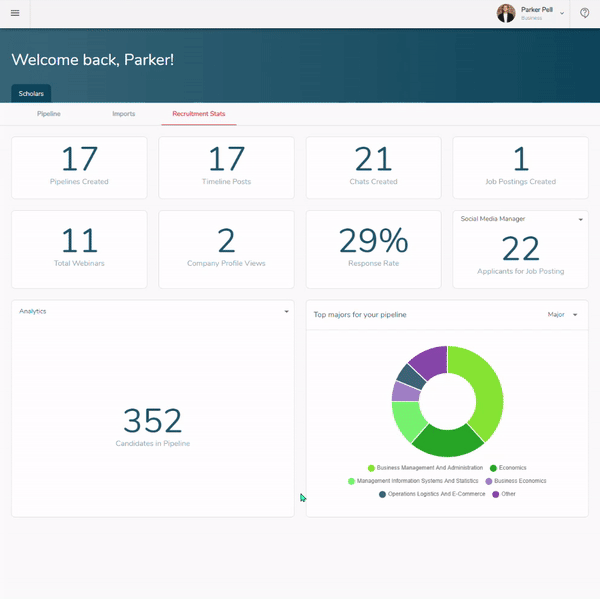 Parker Pell
Business
Welcome back, Parker!
Scholars
Pipeline Imports Recruitment Stats
17 17 21 1
Pipelines Created Timeline Posts Chats Created Job Postings Created
Social Media Manager
11 2 29% 22
Total Webinars Company Profile Views Response Rate Applicants for Job Posting
Analytics
Top majors for your pipeline Major
352
Candidates in Pipeline
Business Management And Administration Economics
Management Information Systems And Statistics Business Economics
Operations Logistics And E-Commerce Other